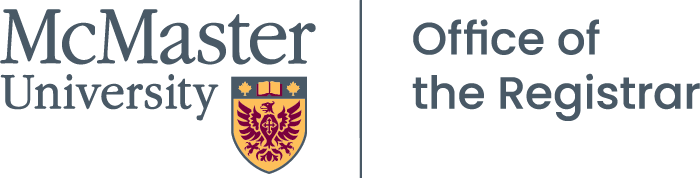 McMaster
University
Office of
the Registrar